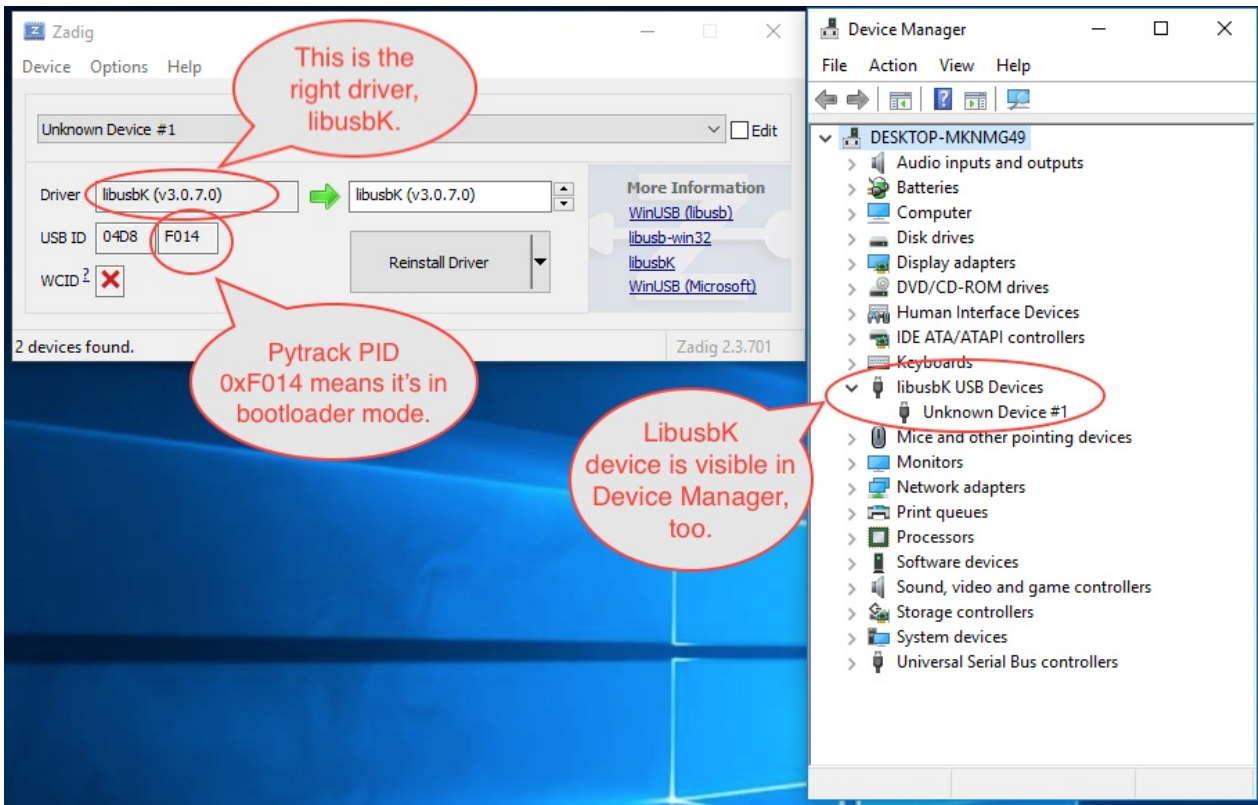 Zadig
Device Options Help
This is the
right driver,
libusbK.
Unknown Device #1
Edit
Driver libusbK (v3.0.7.0) libusbK (v3.0.7.0)
USB ID 04D8 F014
WCID ?
Reinstall Driver
More Information
WinUSB (libusb)
libusb-win32
libusbK
WinUSB (Microsoft)
2 devices found.
Zadig 2.3.701
Pytrack PID
0xF014 means it's in
bootloader mode.
LibusbK
device is visible in
Device Manager,
too.
Device Manager
File Action View Help
DESKTOP-MKNMG49
Audio inputs and outputs
Batteries
Computer
Disk drives
Display adapters
DVD/CD-ROM drives
Human Interface Devices
IDE ATA/ATAPI controllers
Keyboards
libusbK USB Devices
Unknown Device #1
Mice and other pointing devices
Monitors
Network adapters
Print queues
Processors
Software devices
Sound, video and game controllers
Storage controllers
System devices
Universal Serial Bus controllers